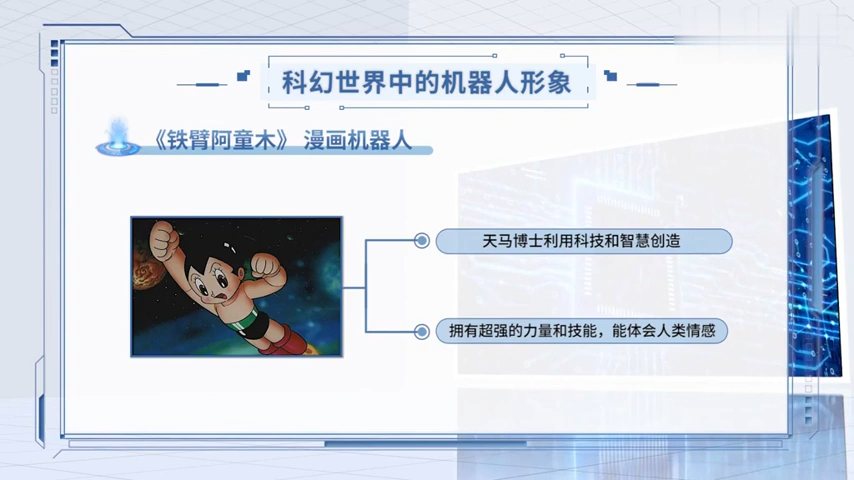 科幻世界中的机器人形象
《铁臂阿童木》 漫画机器人
天马博士利用科技和智慧创造
拥有超强的力量和技能，能体会人类情感